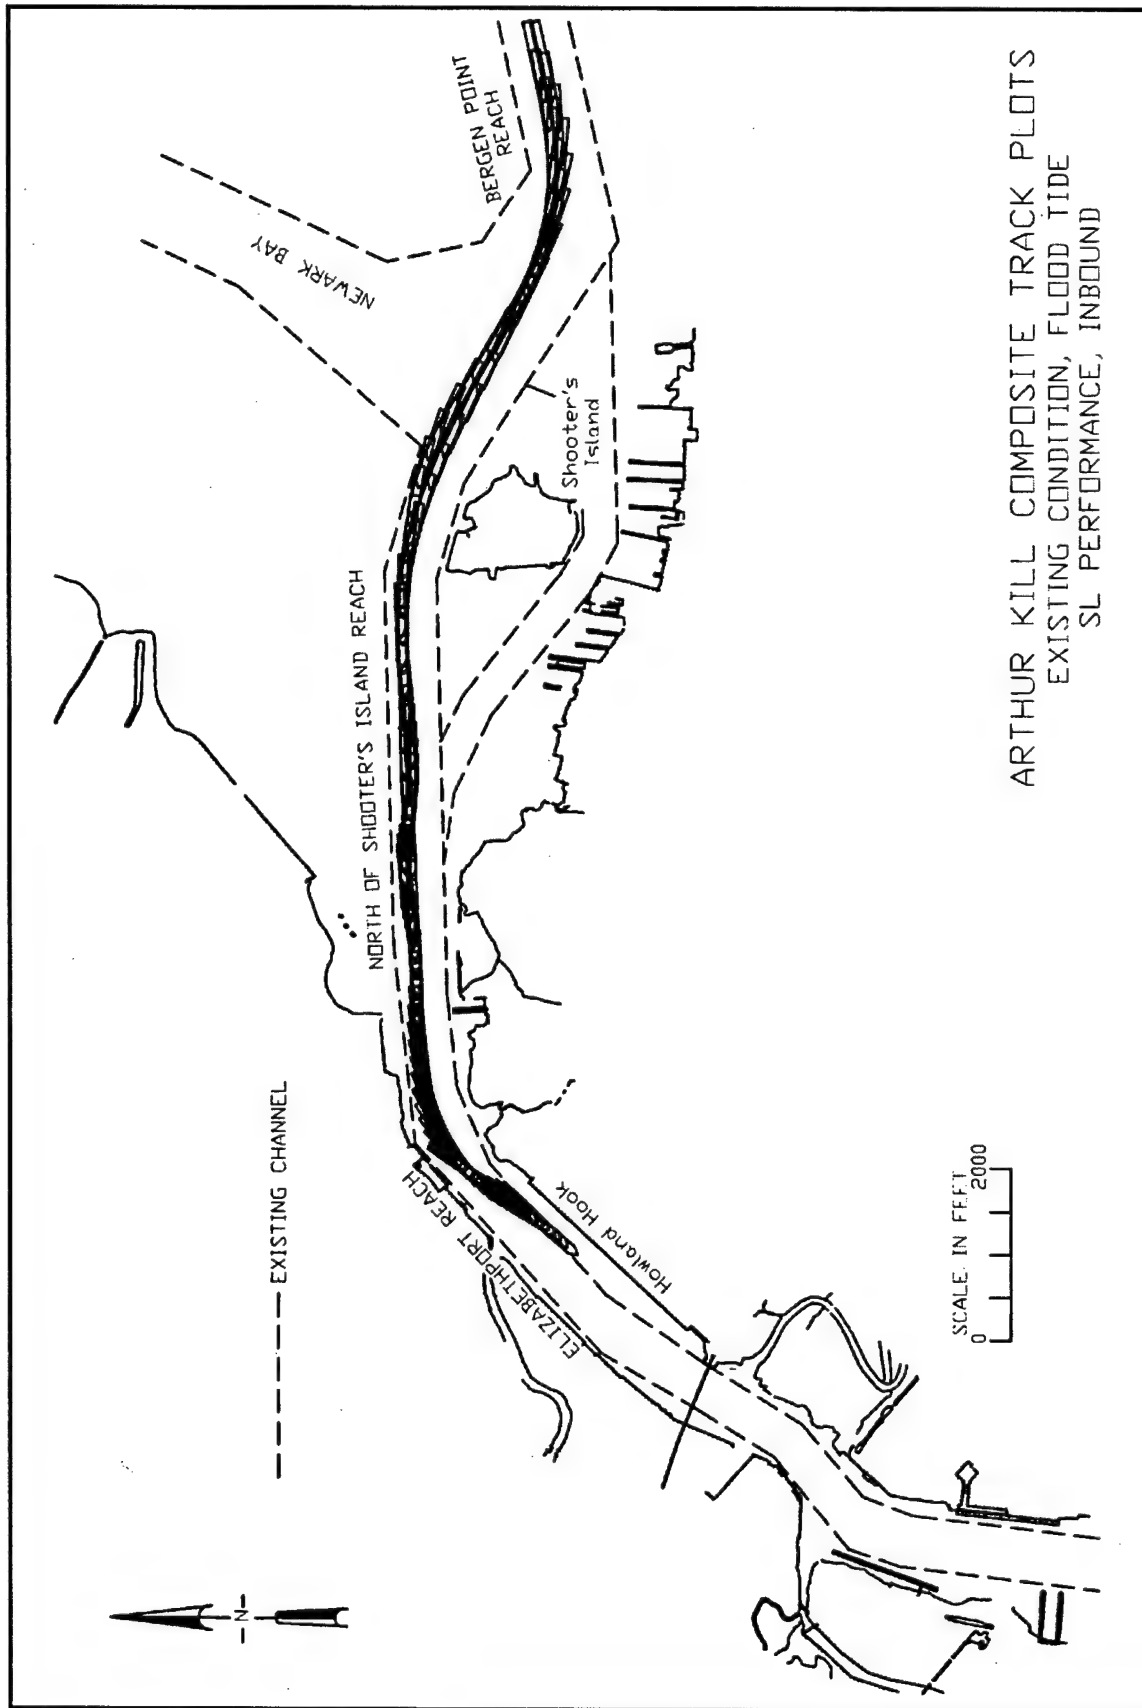 BERGEN POINT
REACH
NEWARK BAY
Shooter's
Island
NORTH OF SHOOTER'S ISLAND REACH
EXISTING CHANNEL
ELIZABETHPORT REACH
Howland Hook
N
SCALE IN FEET
0 2000
ARTHUR KILL COMPOSITE TRACK PLOTS
EXISTING CONDITION, FLOOD TIDE
SL PERFORMANCE, INBOUND